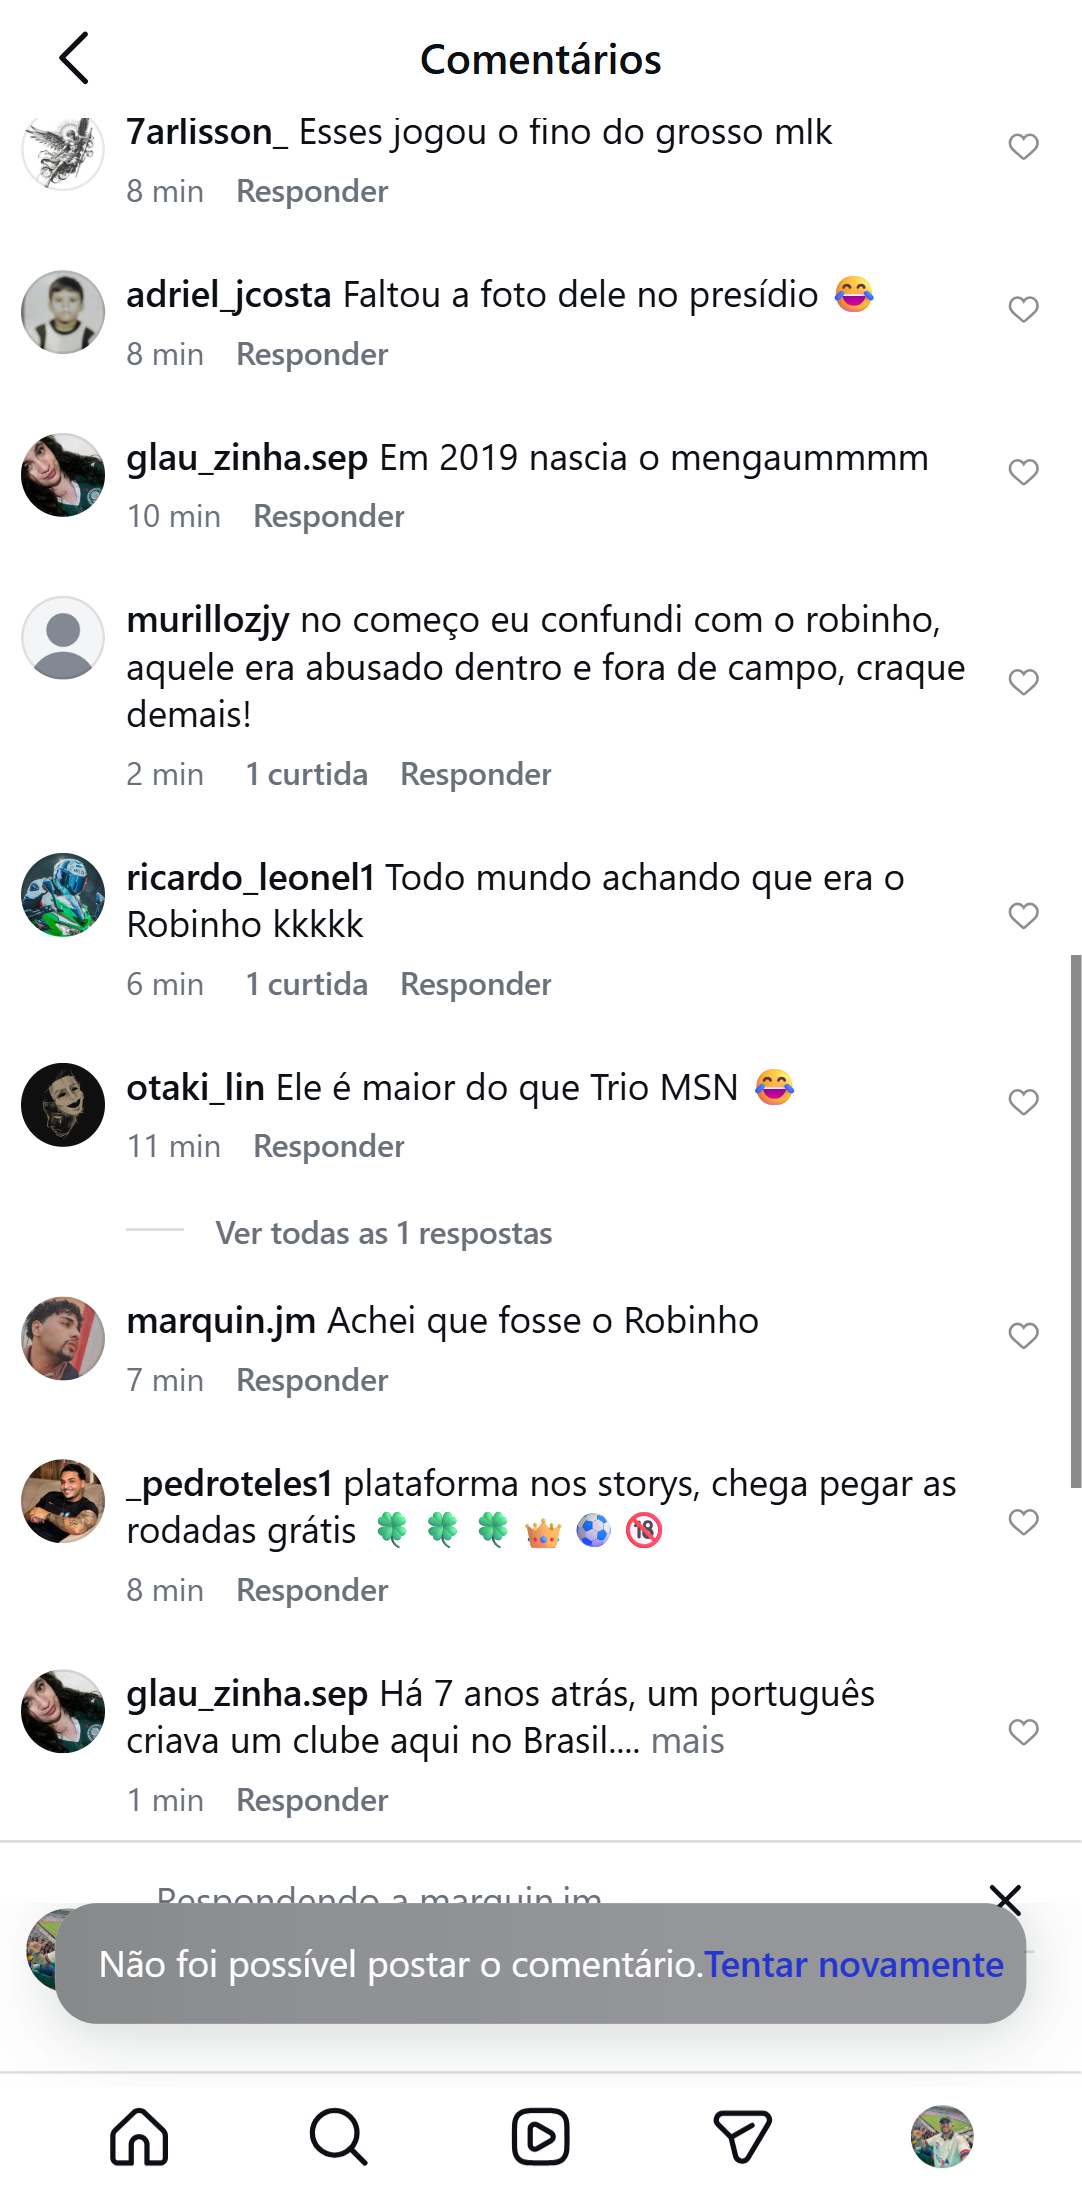 Comentários
7arlisson_ Esses jogou o fino do grosso mlk
8 min Responder
adriel_jcosta Faltou a foto dele no presídio 😂
8 min Responder
glau_zinha.sep Em 2019 nascia o mengaummmm
10 min Responder
murillozjy no começo eu confundi com o robinho,
aquele era abusado dentro e fora de campo, craque
demais!
2 min 1 curtida Responder
ricardo_leonel1 Todo mundo achando que era o
Robinho kkkkk
6 min 1 curtida Responder
otaki_lin Ele é maior do que Trio MSN 😂
11 min Responder
Ver todas as 1 respostas
marquin.jm Achei que fosse o Robinho
7 min Responder
_pedroteles1 plataforma nos storys, chega pegar as
rodadas grátis 🍀 🍀 🍀 👑 ⚽ 🔞
8 min Responder
glau_zinha.sep Há 7 anos atrás, um português
criava um clube aqui no Brasil.... mais
1 min Responder
Respondendo a marquin.jm
Não foi possível postar o comentário.Tentar novamente